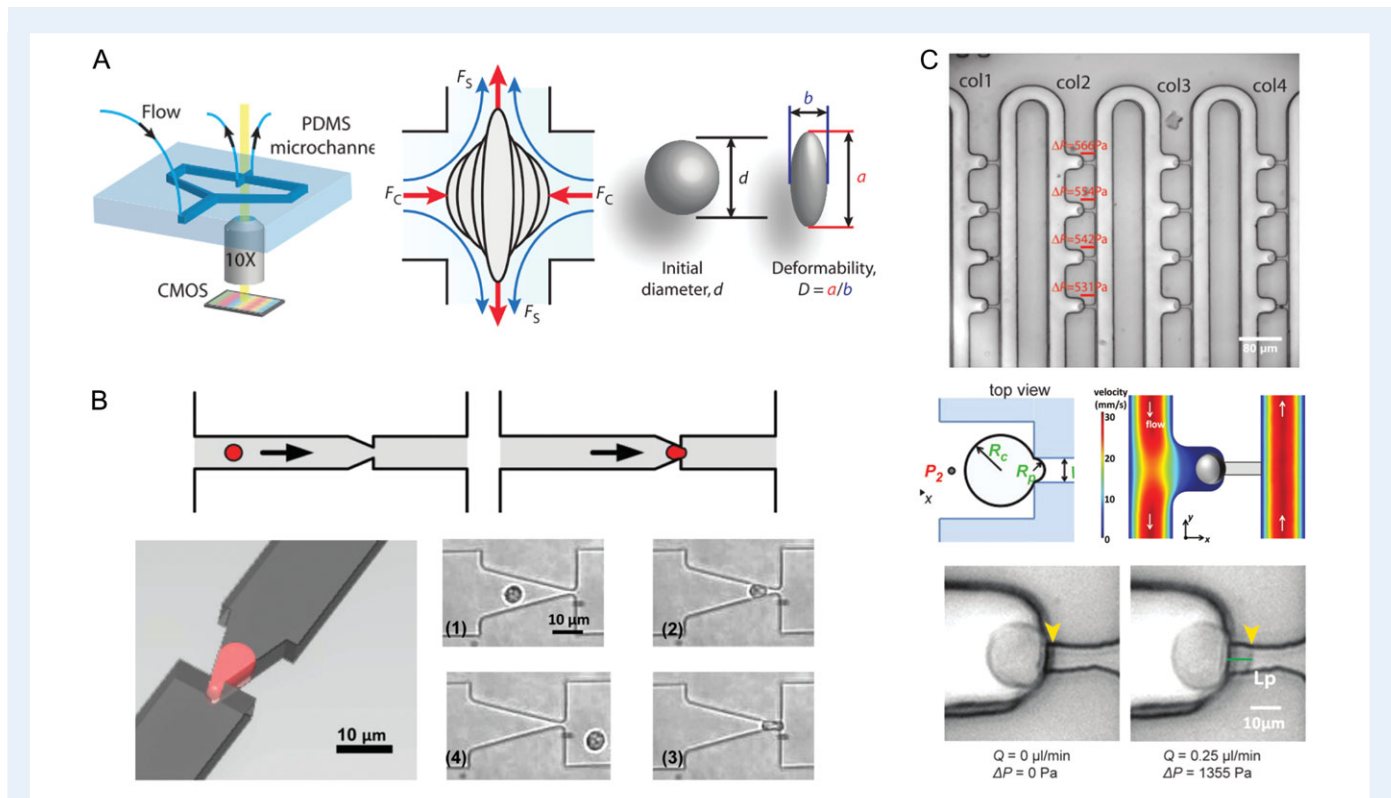 A
Flow
PDMS
microchanne
10X
CMOS
F_S
F_C
F_C
F_S
d
Initial
diameter, d
b
a
Deformability,
D = a/b
B
10 μm
(1)
10 μm
(2)
(4)
(3)
C
col1
col2
col3
col4
ΔP=566Pa
ΔP=554Pa
ΔP=542Pa
ΔP=531Pa
80 μm
top view
R_c
R_p
P_2
x
velocity
(mm/s)
30
20
10
0
flow
y
x
Lp
10μm
Q = 0 μl/min
ΔP = 0 Pa
Q = 0.25 μl/min
ΔP = 1355 Pa